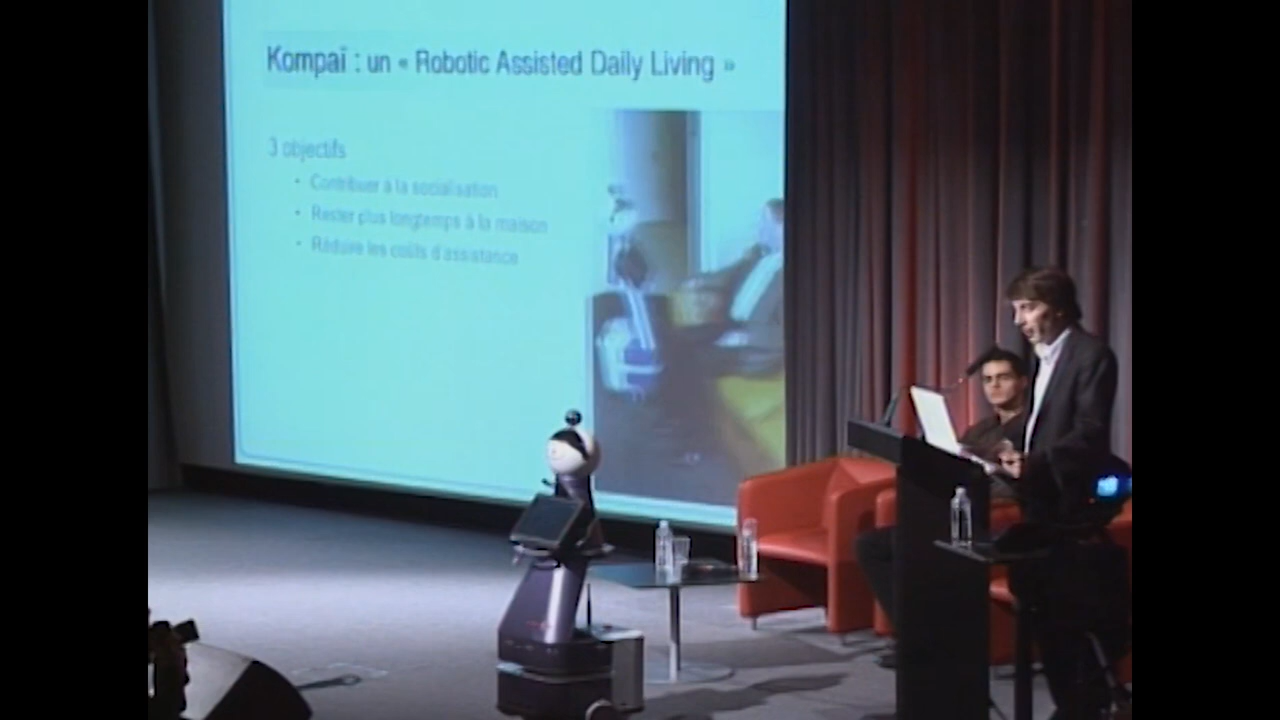 Kompaï : un « Robotic Assisted Daily Living »
3 objectifs
• Contribuer à la socialisation
• Rester plus longtemps à la maison
• Réduire les coûts d'assistance